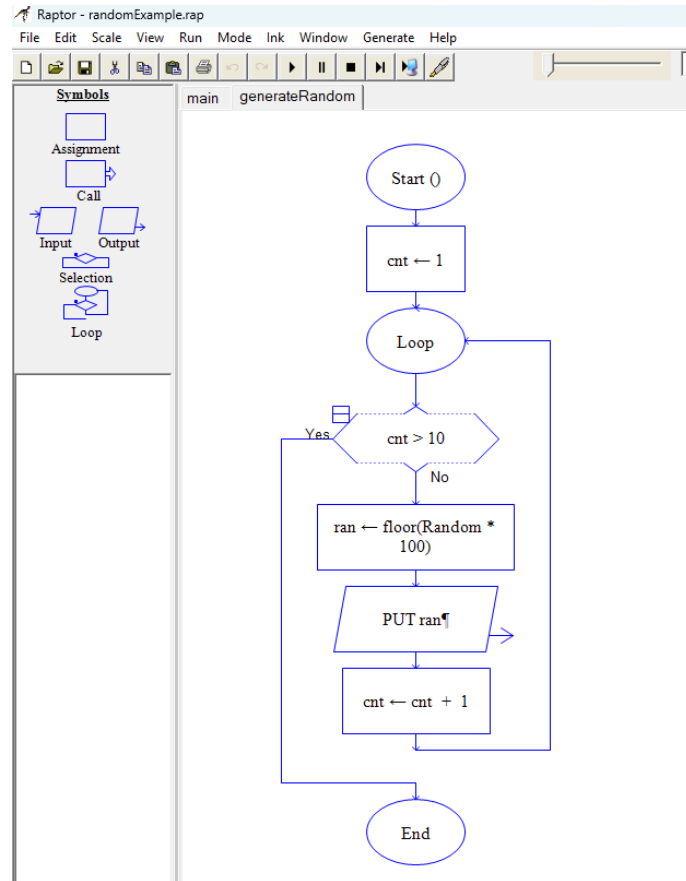 Raptor - randomExample.rap
File Edit Scale View Run Mode Ink Window Generate Help
Symbols
Assignment
Call
Input Output
Selection
Loop
main generateRandom
Start ()
cnt ← 1
Loop
Yes
cnt > 10
No
ran ← floor(Random *
100)
PUT ran¶
cnt ← cnt + 1
End